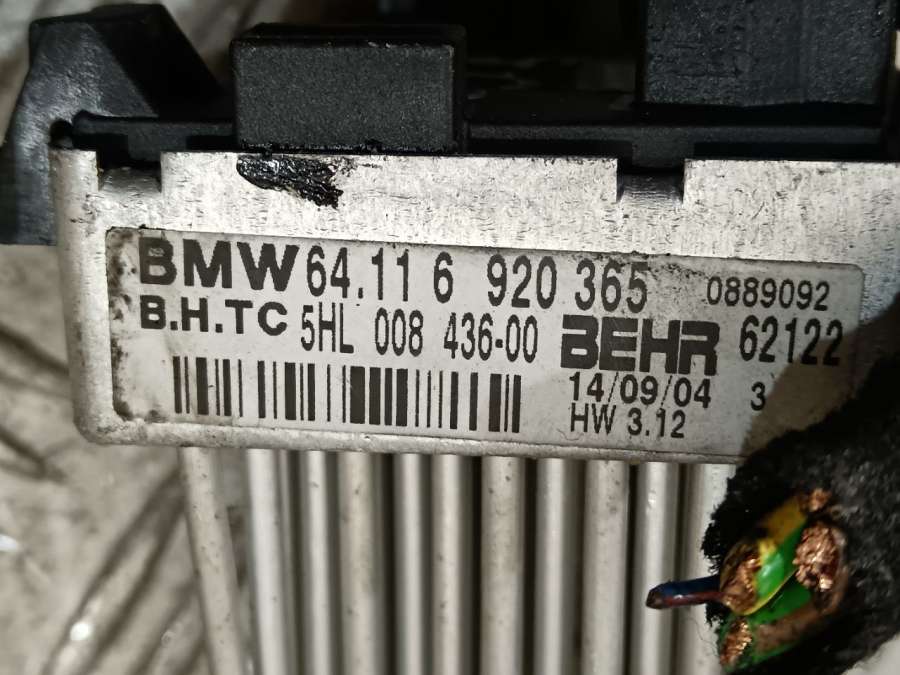 BMW 64.11 6 920 365 0889092
B.H.TC 5HL 008 436-00 BEHR 62122
14/09/04 3
HW 3.12